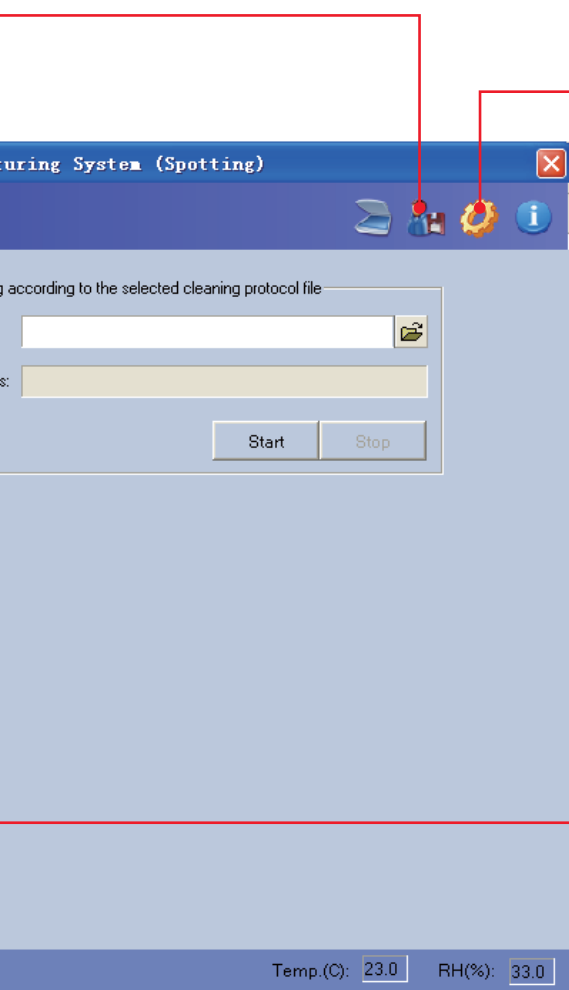 turing System (Spotting)
g according to the selected cleaning protocol file
s:
Start Stop
Temp.(C): 23.0 RH(%): 33.0